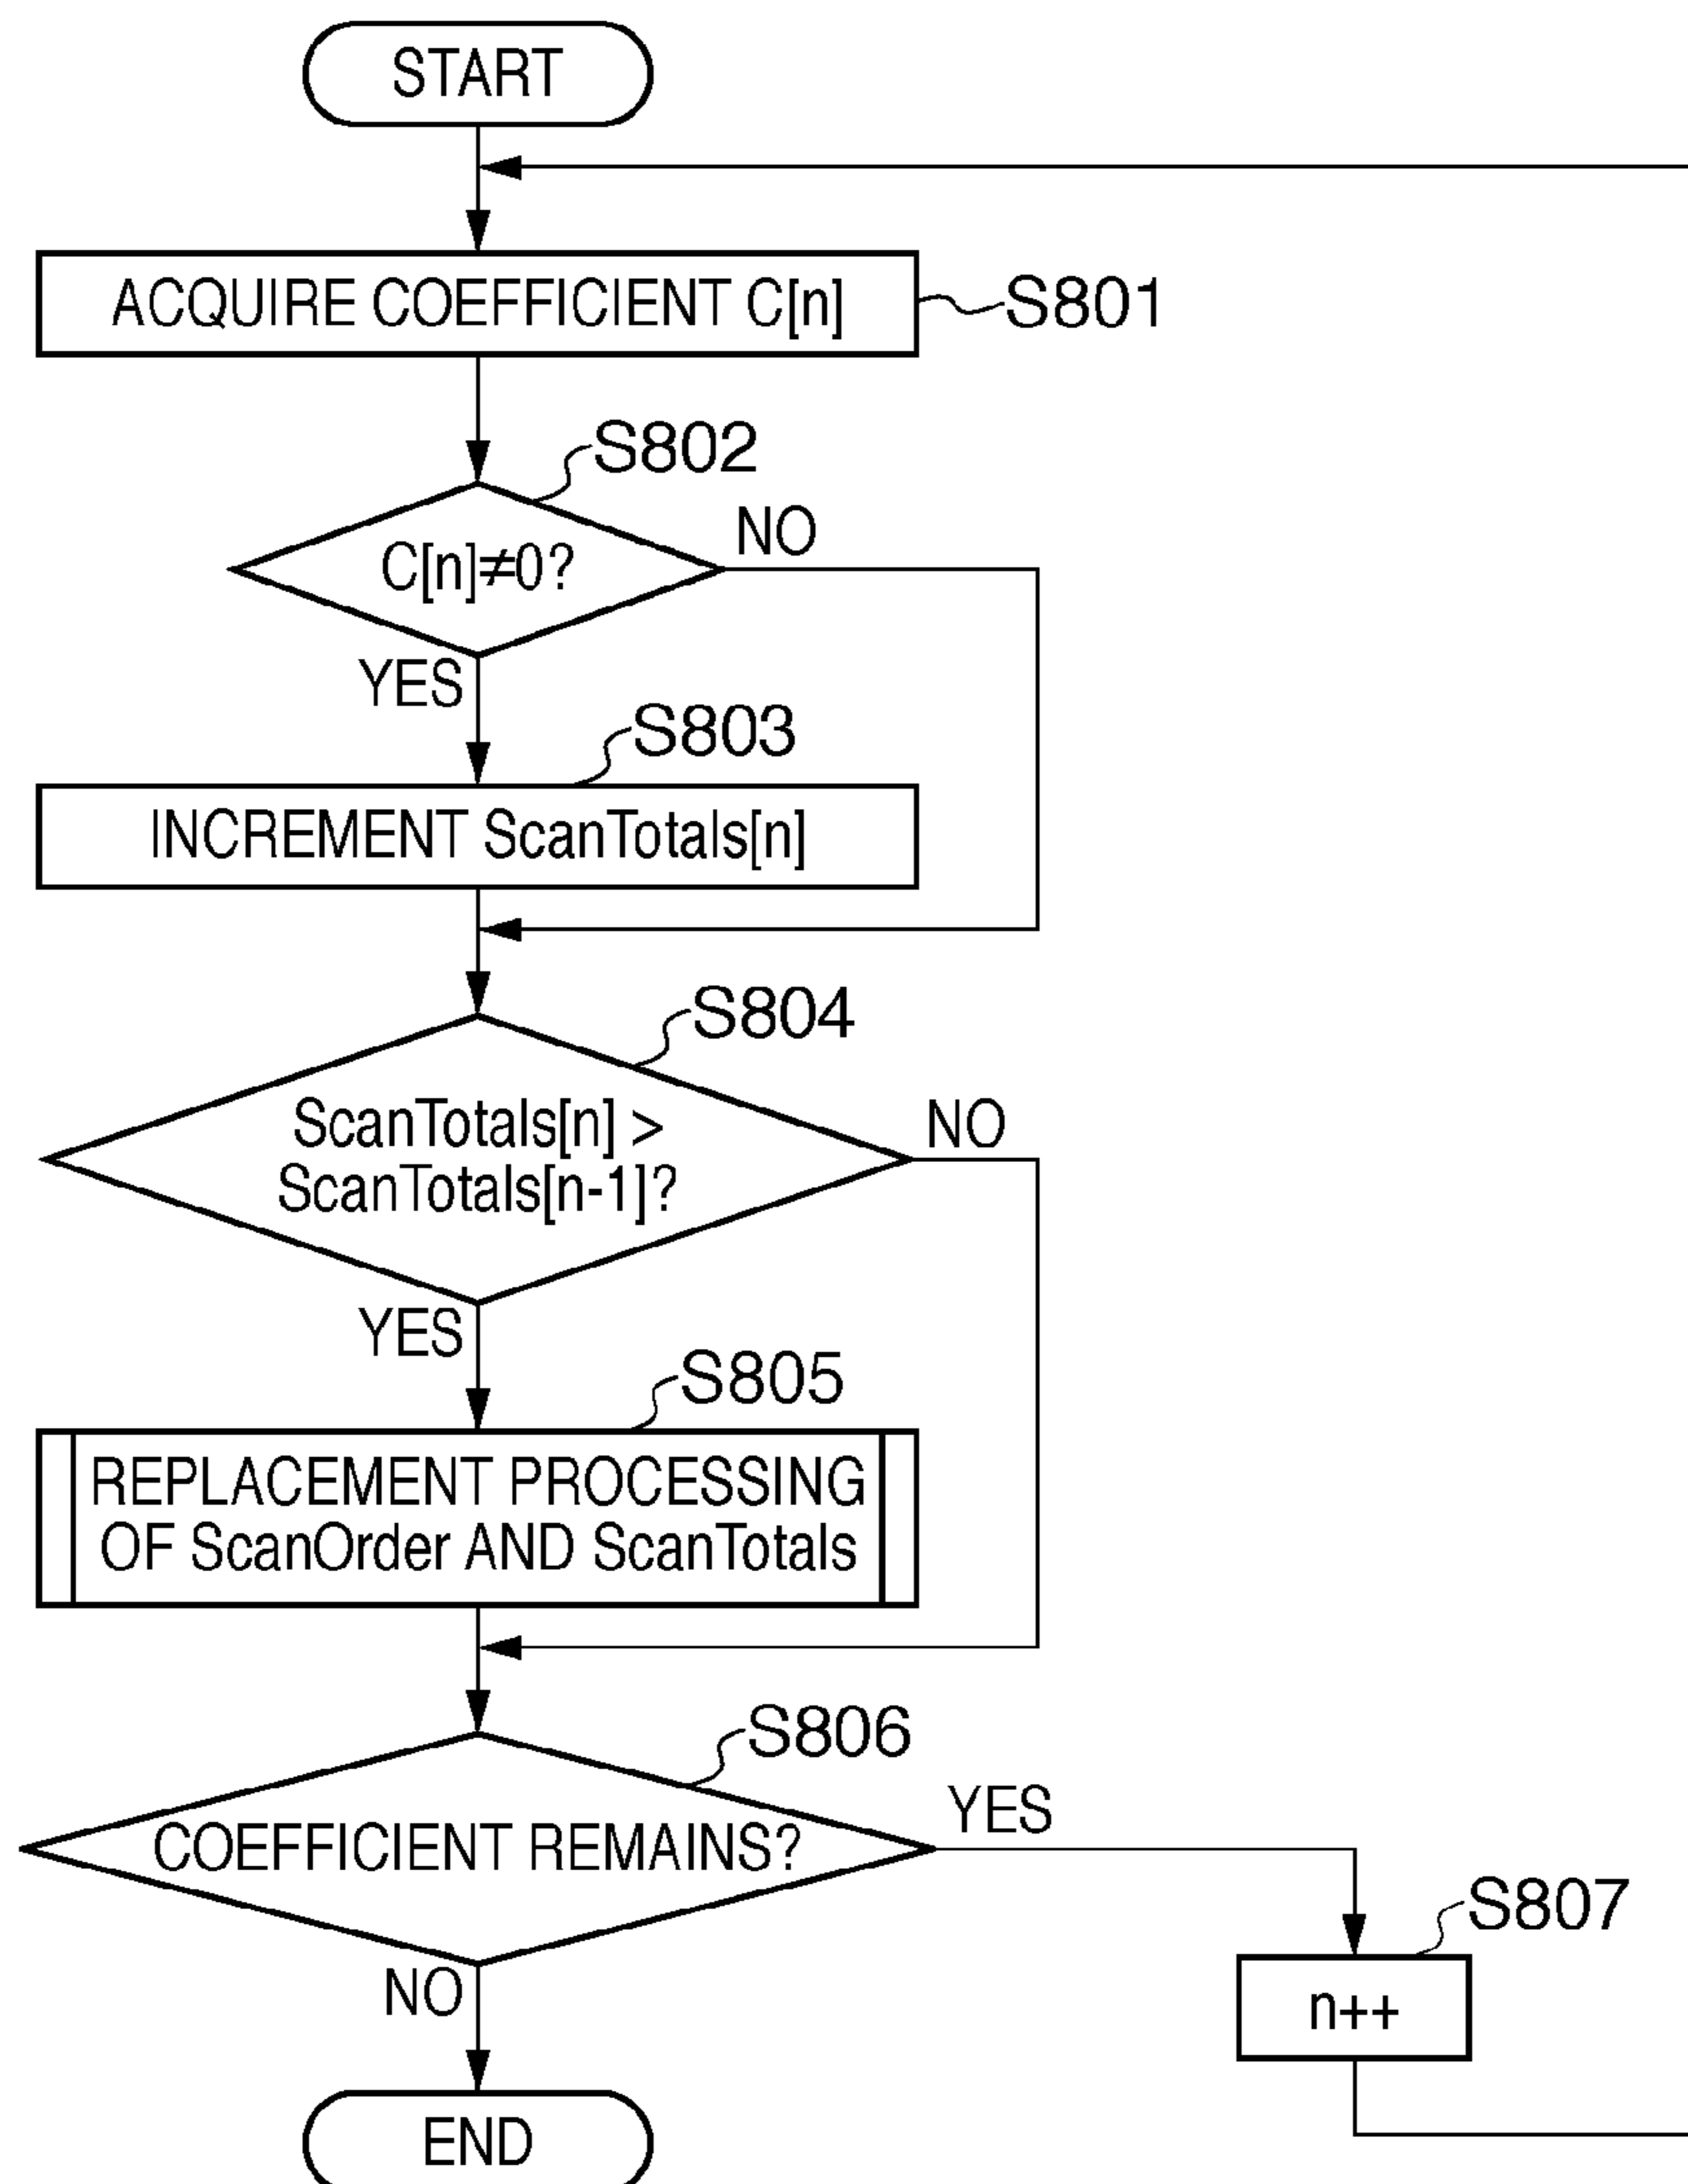 START
ACQUIRE COEFFICIENT C[n]
S801
S802
C[n]≠0?
NO
YES
S803
INCREMENT ScanTotals[n]
S804
ScanTotals[n] >
ScanTotals[n-1]?
NO
YES
S805
REPLACEMENT PROCESSING
OF ScanOrder AND ScanTotals
S806
COEFFICIENT REMAINS?
YES
S807
n++
NO
END